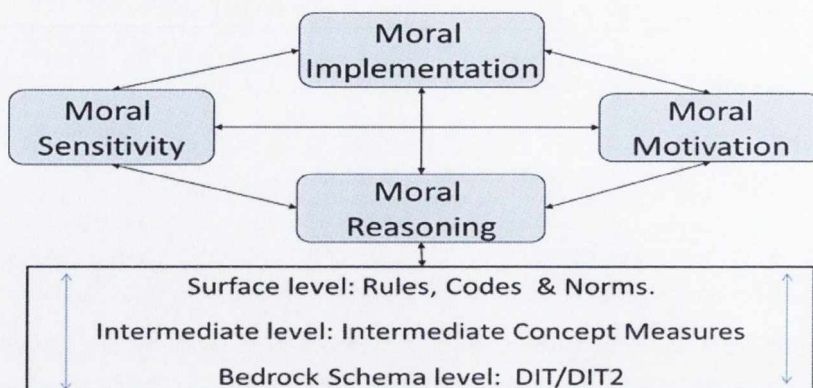 Moral
Implementation
Moral
Sensitivity
Moral
Motivation
Moral
Reasoning
Surface level: Rules, Codes & Norms.
Intermediate level: Intermediate Concept Measures
Bedrock Schema level: DIT/DIT2